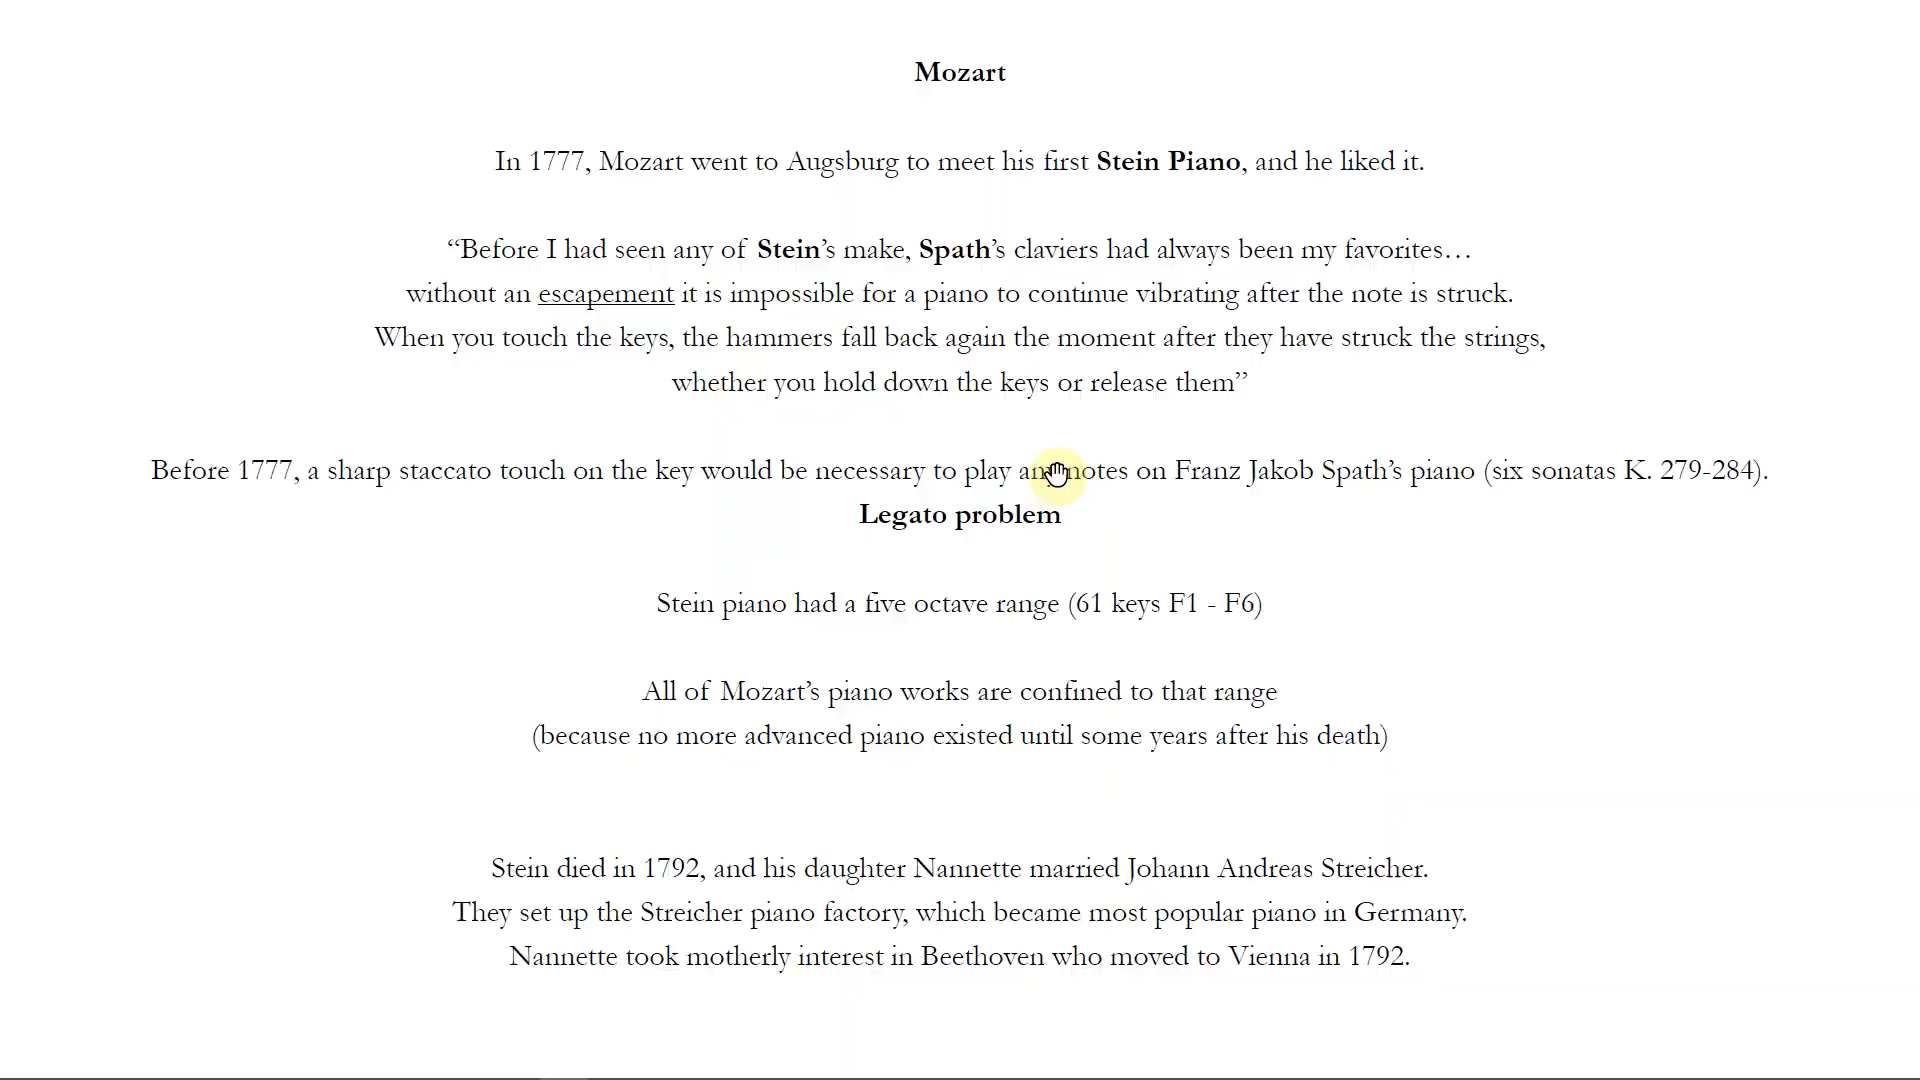 Mozart
In 1777, Mozart went to Augsburg to meet his first Stein Piano, and he liked it.
“Before I had seen any of Stein’s make, Spath’s claviers had always been my favorites…
without an escapement it is impossible for a piano to continue vibrating after the note is struck.
When you touch the keys, the hammers fall back again the moment after they have struck the strings,
whether you hold down the keys or release them”
Before 1777, a sharp staccato touch on the key would be necessary to play any notes on Franz Jakob Spath’s piano (six sonatas K. 279-284).
Legato problem
Stein piano had a five octave range (61 keys F1 - F6)
All of Mozart’s piano works are confined to that range
(because no more advanced piano existed until some years after his death)
Stein died in 1792, and his daughter Nannette married Johann Andreas Streicher.
They set up the Streicher piano factory, which became most popular piano in Germany.
Nannette took motherly interest in Beethoven who moved to Vienna in 1792.